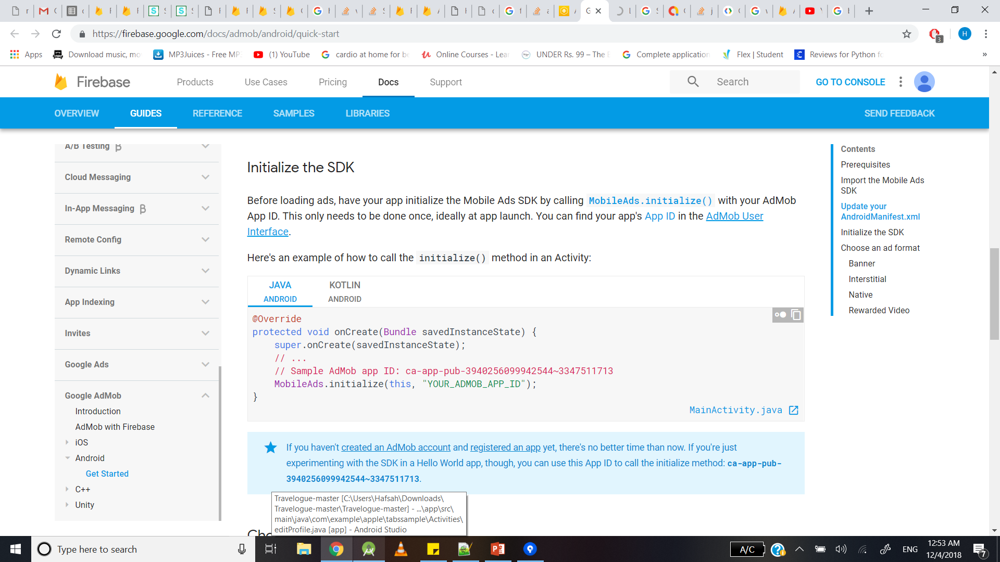 https://firebase.google.com/docs/admob/android/quick-start
3
H
Apps
Download music, mo
MP3Juices - Free MP
(1) YouTube
cardio at home for be
Online Courses - Lear
UNDER Rs. 99 – The
Complete application
Flex | Student
Reviews for Python fo
»
Firebase
Products
Use Cases
Pricing
Docs
Support
Search
GO TO CONSOLE
OVERVIEW
GUIDES
REFERENCE
SAMPLES
LIBRARIES
SEND FEEDBACK
A/B Testing β
Cloud Messaging
In-App Messaging β
Remote Config
Dynamic Links
App Indexing
Invites
Google Ads
Google AdMob
Introduction
AdMob with Firebase
iOS
Android
Get Started
C++
Unity
Initialize the SDK
Before loading ads, have your app initialize the Mobile Ads SDK by calling MobileAds.initialize() with your AdMob
App ID. This only needs to be done once, ideally at app launch. You can find your app's App ID in the AdMob User
Interface.
Here's an example of how to call the initialize() method in an Activity:
JAVA
ANDROID
KOTLIN
ANDROID
@Override
protected void onCreate(Bundle savedInstanceState) {
super.onCreate(savedInstanceState);
// ...
// Sample AdMob app ID: ca-app-pub-3940256099942544~3347511713
MobileAds.initialize(this, "YOUR_ADMOB_APP_ID");
}
MainActivity.java
If you haven't created an AdMob account and registered an app yet, there's no better time than now. If you're just
experimenting with the SDK in a Hello World app, though, you can use this App ID to call the initialize method: ca-app-pub-
3940256099942544~3347511713.
Contents
Prerequisites
Import the Mobile Ads
SDK
Update your
AndroidManifest.xml
Initialize the SDK
Choose an ad format
Banner
Interstitial
Native
Rewarded Video
Travelogue-master [C:\Users\Hafsah\Downloads\
Travelogue-master\Travelogue-master] - ...\app\src\
main\java\com\example\apple\tabssample\Activities\
editProfile.java [app] - Android Studio
Type here to search
A/C
ENG
12:53 AM
12/4/2018
7